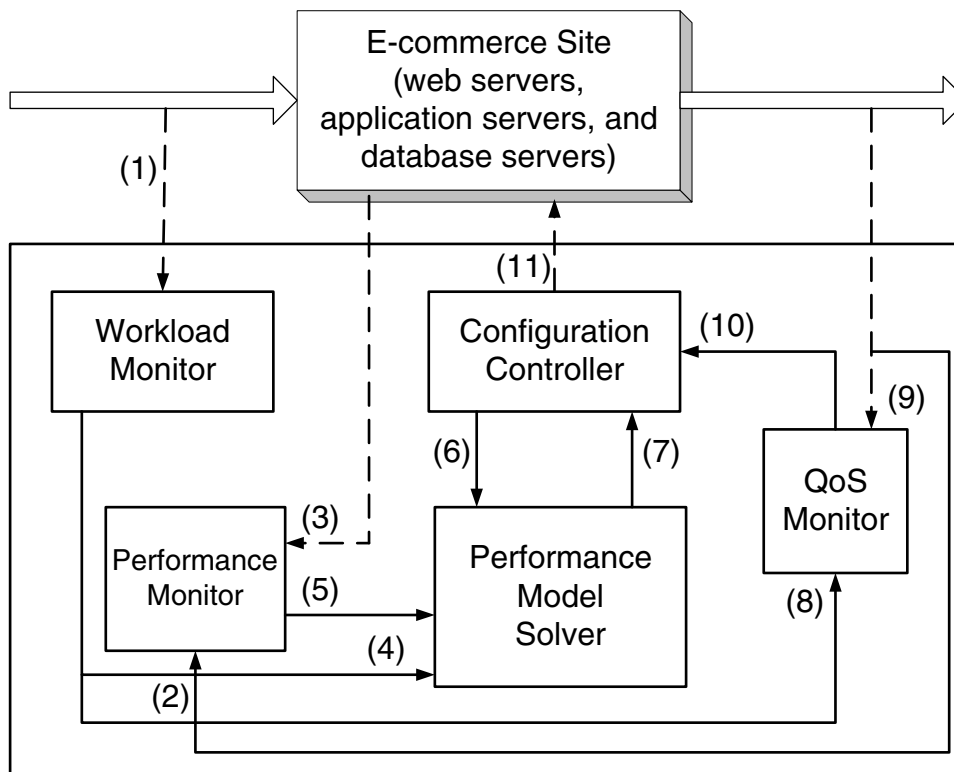 E-commerce Site
(web servers,
application servers, and
database servers)
(1)
(11)
Workload
Monitor
Configuration
Controller
(10)
(9)
(6)
(7)
QoS
Monitor
(3)
Performance
Monitor
(5)
Performance
Model
Solver
(8)
(4)
(2)